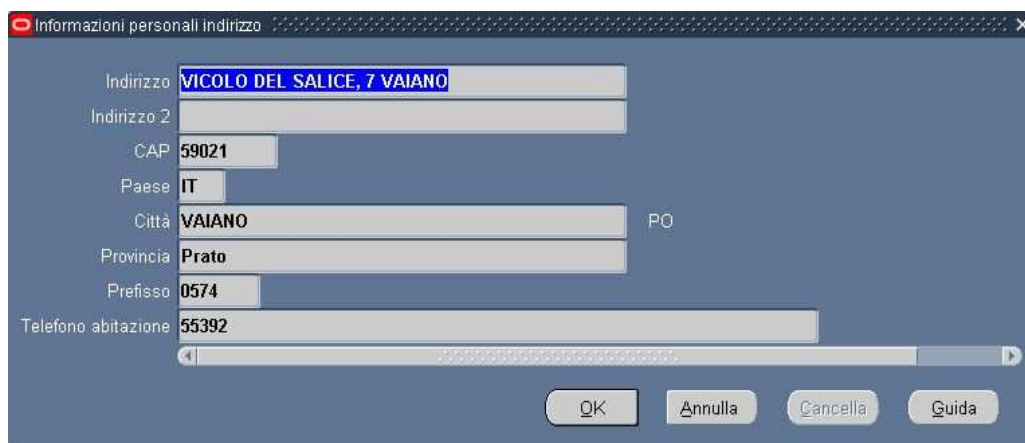 Informazioni personali indirizzo
Indirizzo VICOLO DEL SALICE, 7 VAIANO
Indirizzo 2
CAP 59021
Paese IT
Città VAIANO PO
Provincia Prato
Prefisso 0574
Telefono abitazione 55392
OK Annulla Cancella Guida